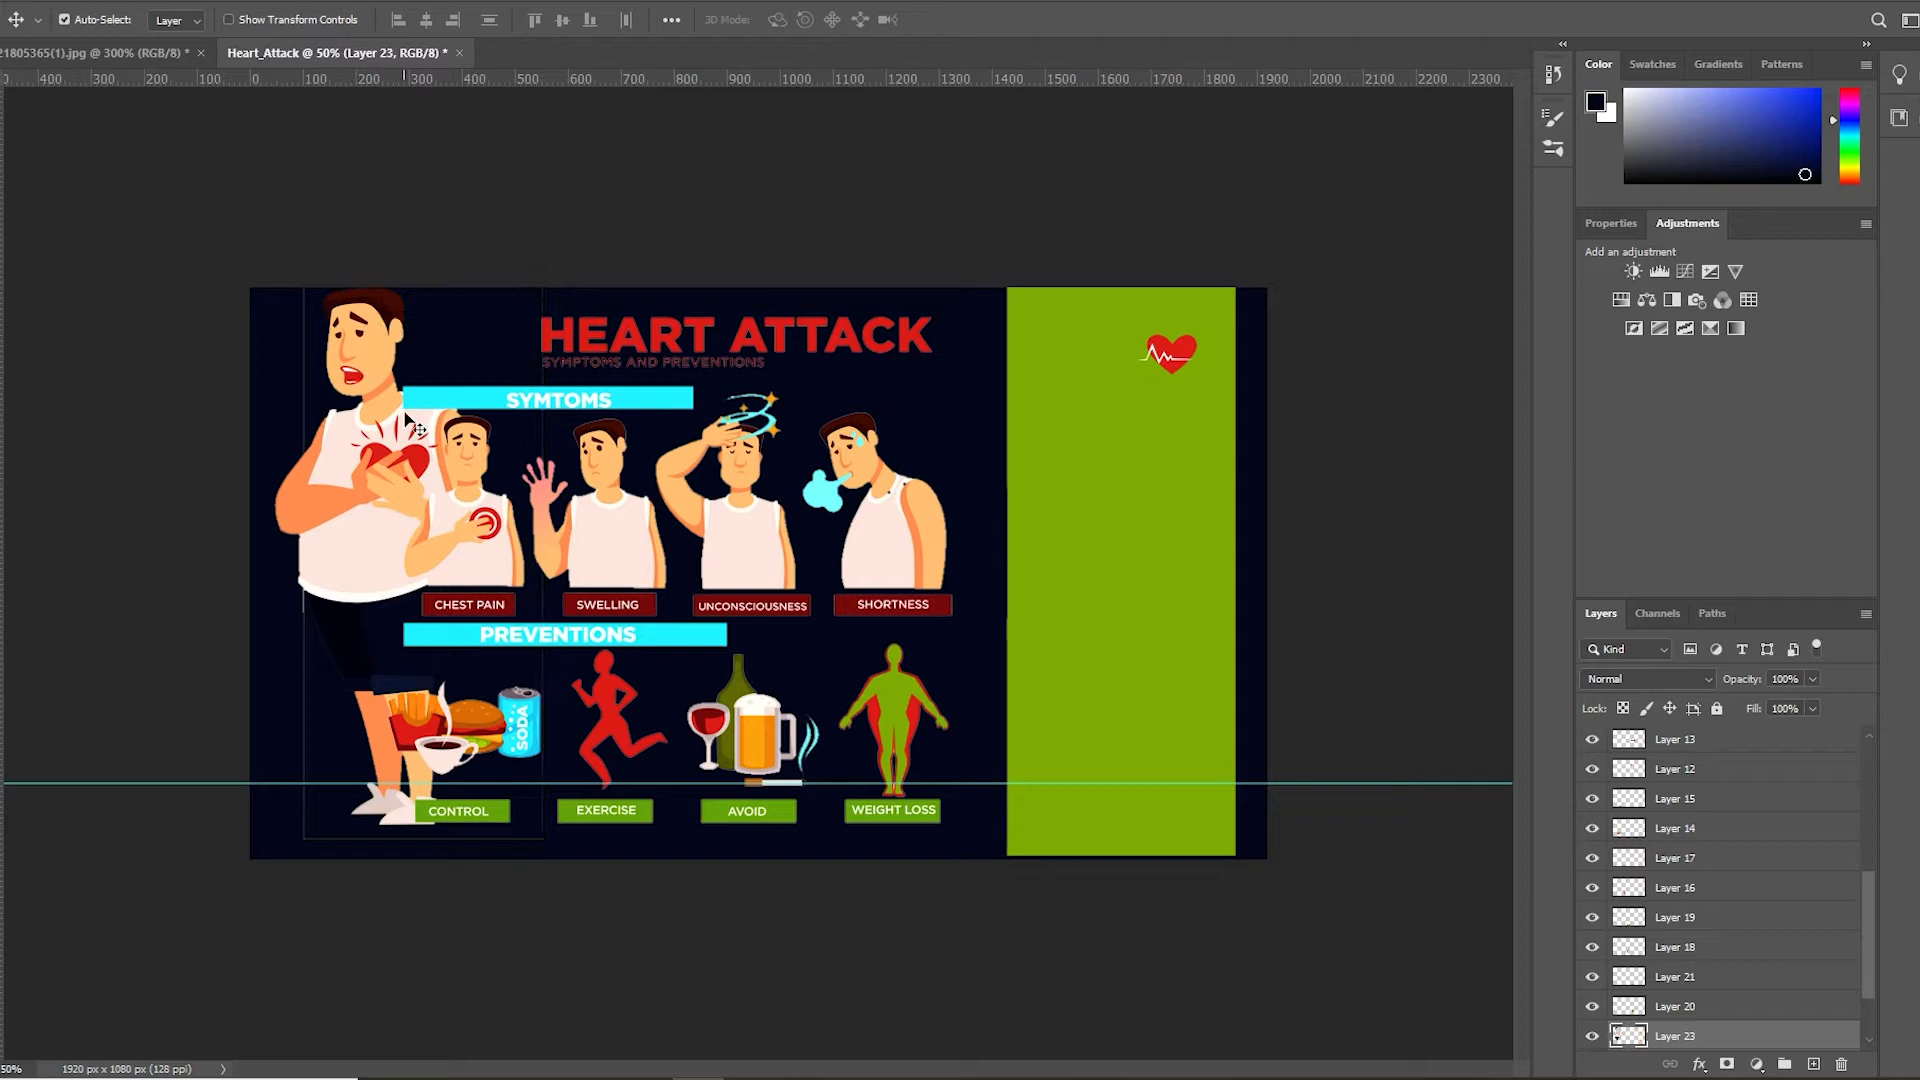 Auto-Select: Layer Show Transform Controls 3D Mode:
21805365(1).jpg @ 300% (RGB/8) * × Heart_Attack @ 50% (Layer 23, RGB/8) * ×
400 300 200 100 0 100 200 300 400 500 600 700 800 900 1000 1100 1200 1300 1400 1500 1600 1700 1800 1900 2000 2100 2200 2300
Color Swatches Gradients Patterns
Properties Adjustments
Add an adjustment
HEART ATTACK
SYMPTOMS AND PREVENTIONS
SYMTOMS
CHEST PAIN SWELLING UNCONSCIOUSNESS SHORTNESS
PREVENTIONS
SODA
CONTROL EXERCISE AVOID WEIGHT LOSS
Layers Channels Paths
Kind
Normal Opacity: 100%
Lock: Fill: 100%
Layer 13
Layer 12
Layer 15
Layer 14
Layer 17
Layer 16
Layer 19
Layer 18
Layer 21
Layer 20
Layer 23
fx
50% 1920 px x 1080 px (128 ppi)